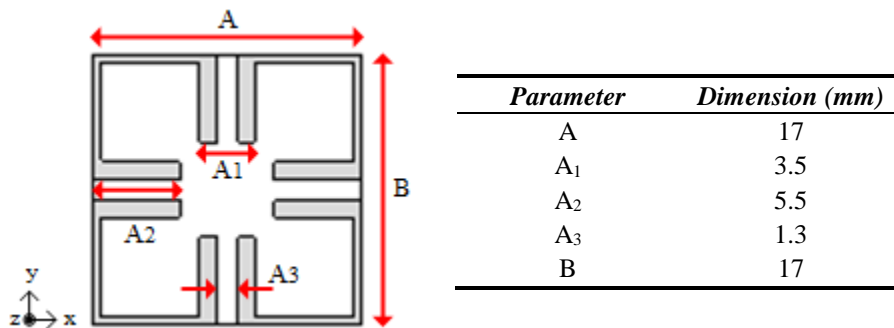 A
A1
A2
A3
B
y
z x
Parameter Dimension (mm)
A 17
A₁ 3.5
A₂ 5.5
A₃ 1.3
B 17